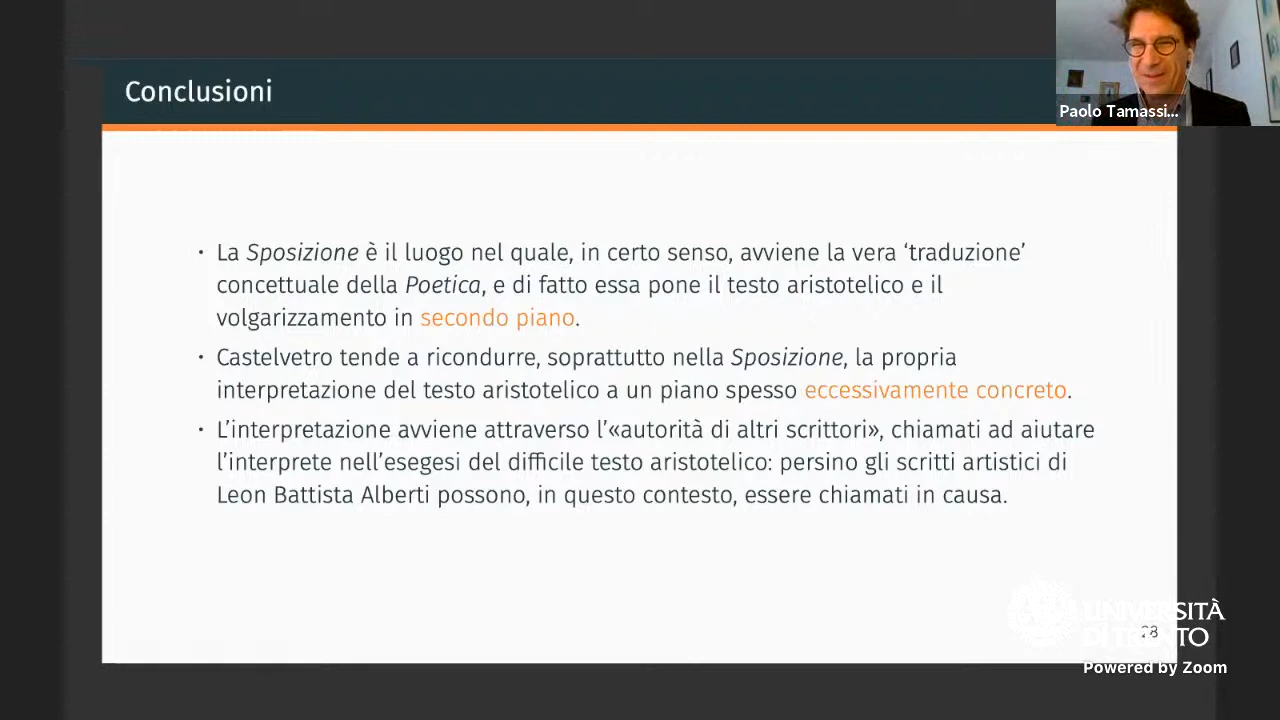 Conclusioni
Paolo Tamassi...
· La Sposizione è il luogo nel quale, in certo senso, avviene la vera ‘traduzione’
concettuale della Poetica, e di fatto essa pone il testo aristotelico e il
volgarizzamento in secondo piano.
· Castelvetro tende a ricondurre, soprattutto nella Sposizione, la propria
interpretazione del testo aristotelico a un piano spesso eccessivamente concreto.
· L’interpretazione avviene attraverso l’«autorità di altri scrittori», chiamati ad aiutare
l’interprete nell’esegesi del difficile testo aristotelico: persino gli scritti artistici di
Leon Battista Alberti possono, in questo contesto, essere chiamati in causa.
UNIVERSITÀ
DI TRENTO
28
Powered by Zoom